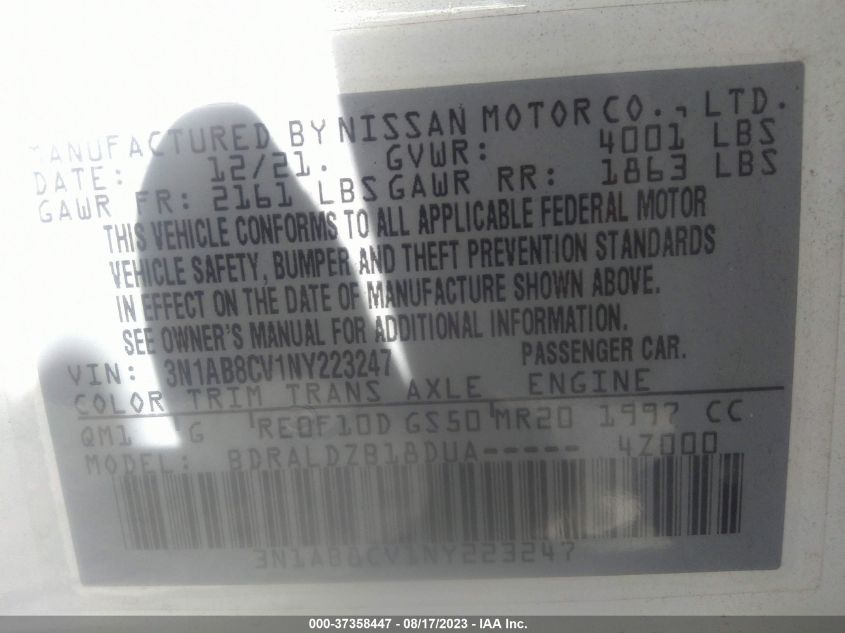 MANUFACTURED BY NISSAN MOTOR CO., LTD.
DATE: 12/21. GVWR: 4001 LBS
GAWR FR: 2161 LBS GAWR RR: 1863 LBS
THIS VEHICLE CONFORMS TO ALL APPLICABLE FEDERAL MOTOR
VEHICLE SAFETY, BUMPER AND THEFT PREVENTION STANDARDS
IN EFFECT ON THE DATE OF MANUFACTURE SHOWN ABOVE.
SEE OWNER'S MANUAL FOR ADDITIONAL INFORMATION.
VIN: 3N1AB8CV1NY223247 PASSENGER CAR.
COLOR TRIM TRANS AXLE ENGINE
QM1 G RE0F10D GS50 MR20 1997 CC
MODEL: BDRALDZB18DUA----- 4Z000
3N1AB8CV1NY223247
000-37358447 - 08/17/2023 - IAA Inc.